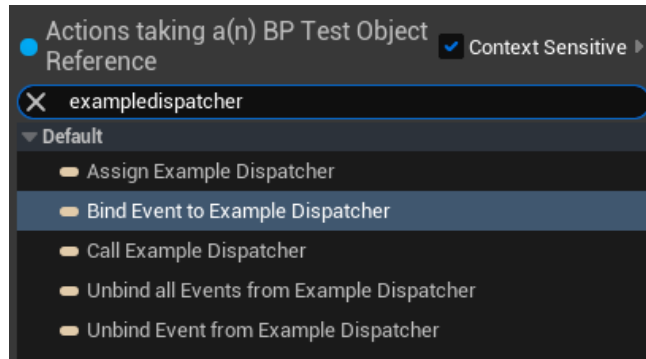 Actions taking a(n) BP Test Object
Reference
Context Sensitive
exampledispatcher
Default
Assign Example Dispatcher
Bind Event to Example Dispatcher
Call Example Dispatcher
Unbind all Events from Example Dispatcher
Unbind Event from Example Dispatcher